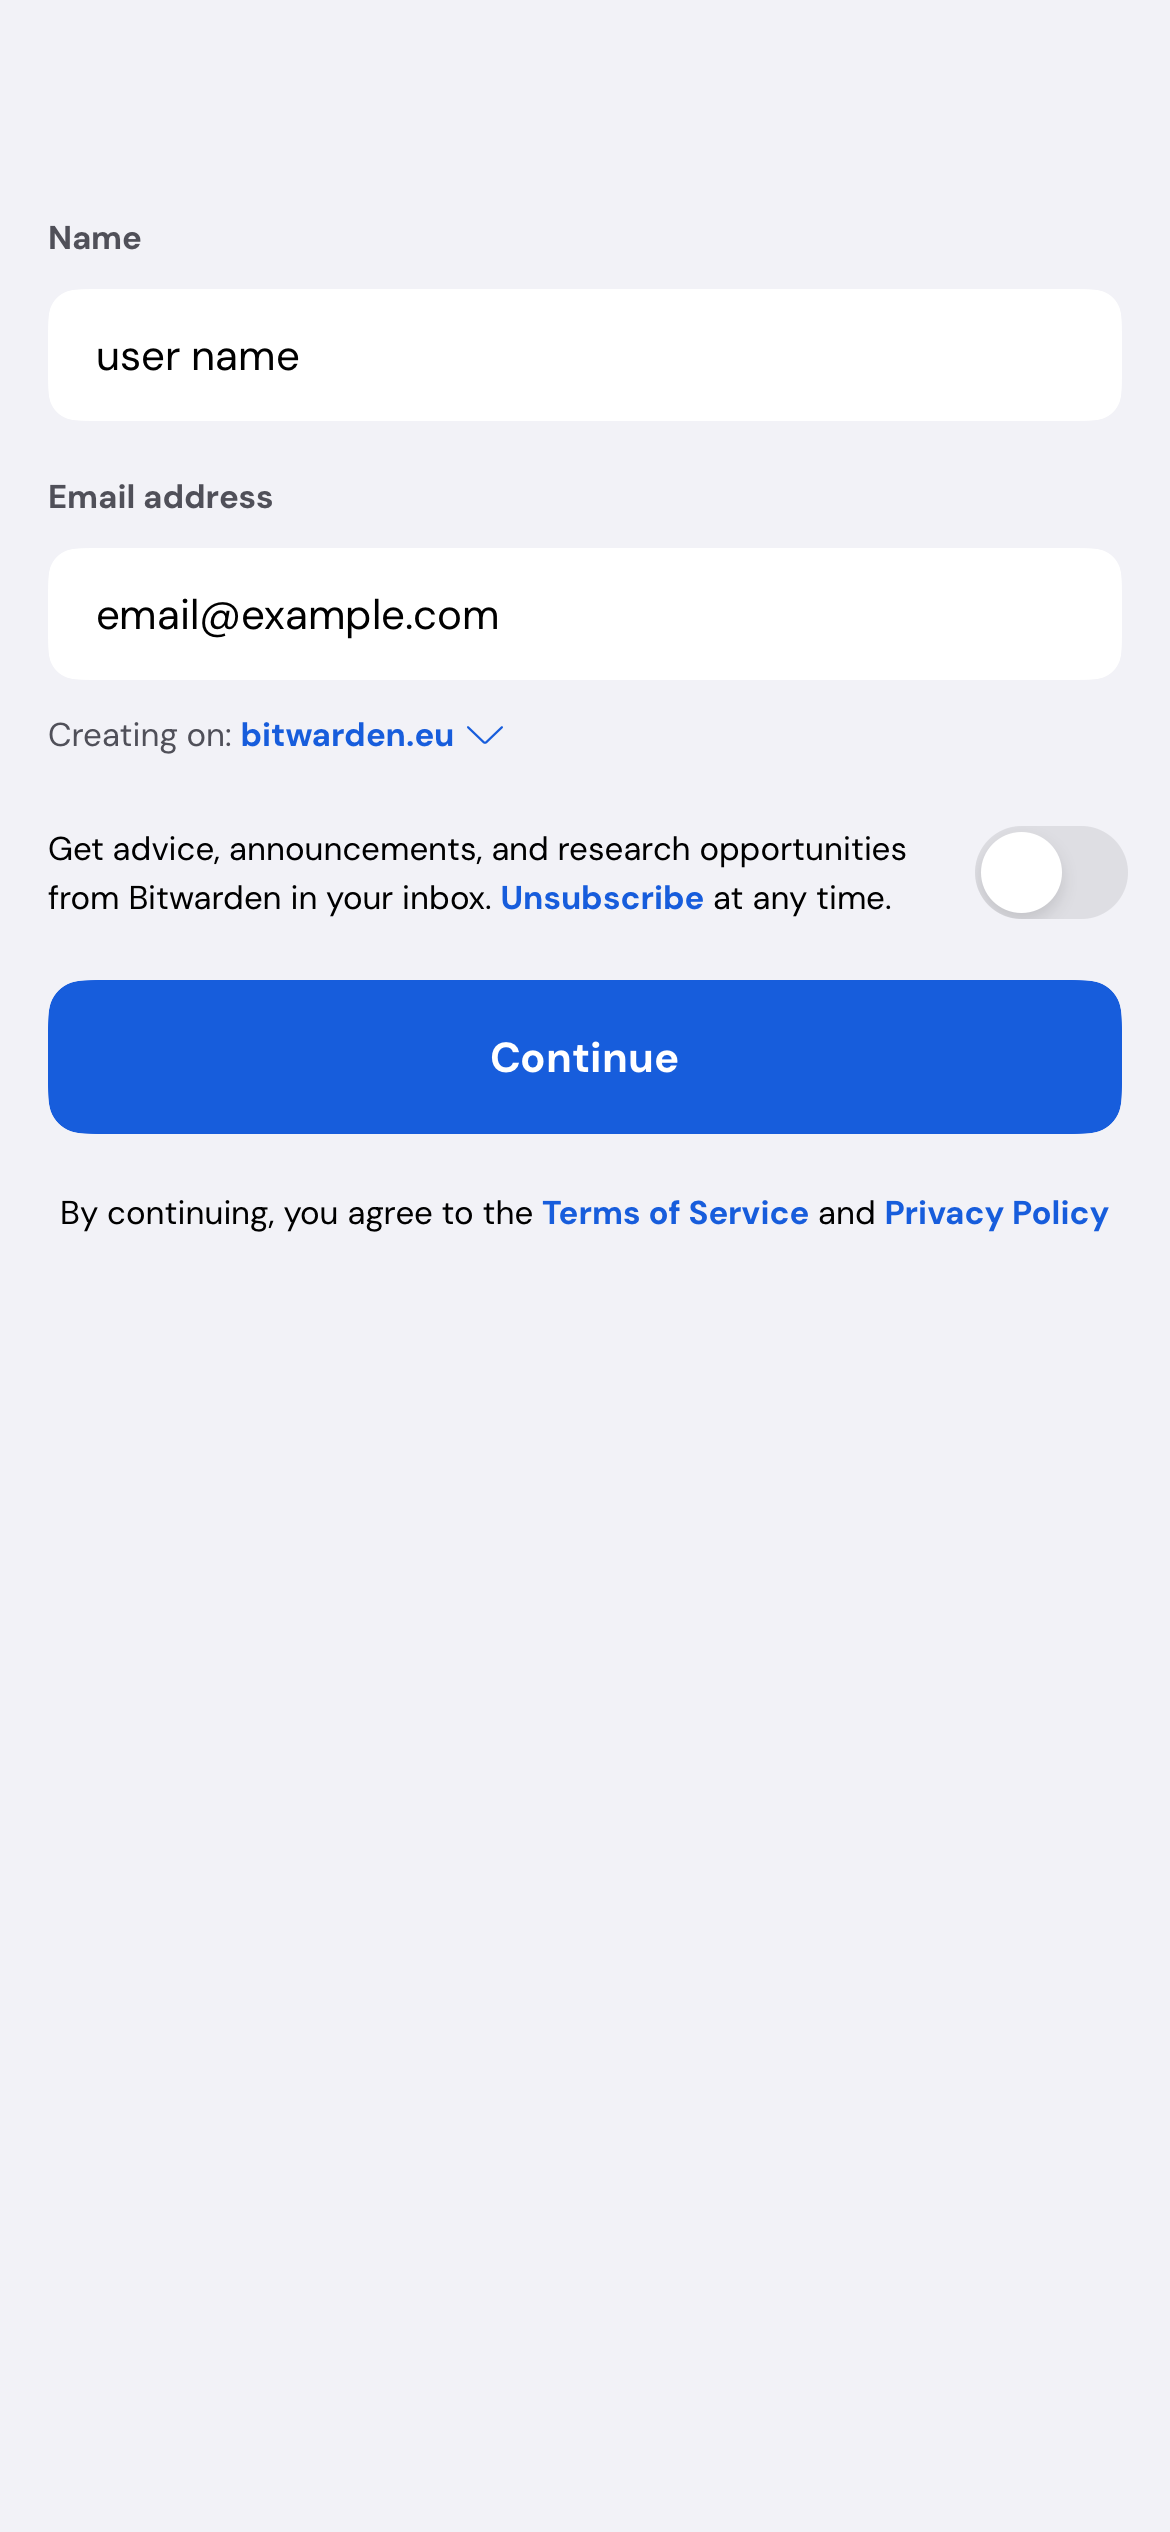 Name
user name
Email address
email@example.com
Creating on: bitwarden.eu
Get advice, announcements, and research opportunities
from Bitwarden in your inbox. Unsubscribe at any time.
Continue
By continuing, you agree to the Terms of Service and Privacy Policy